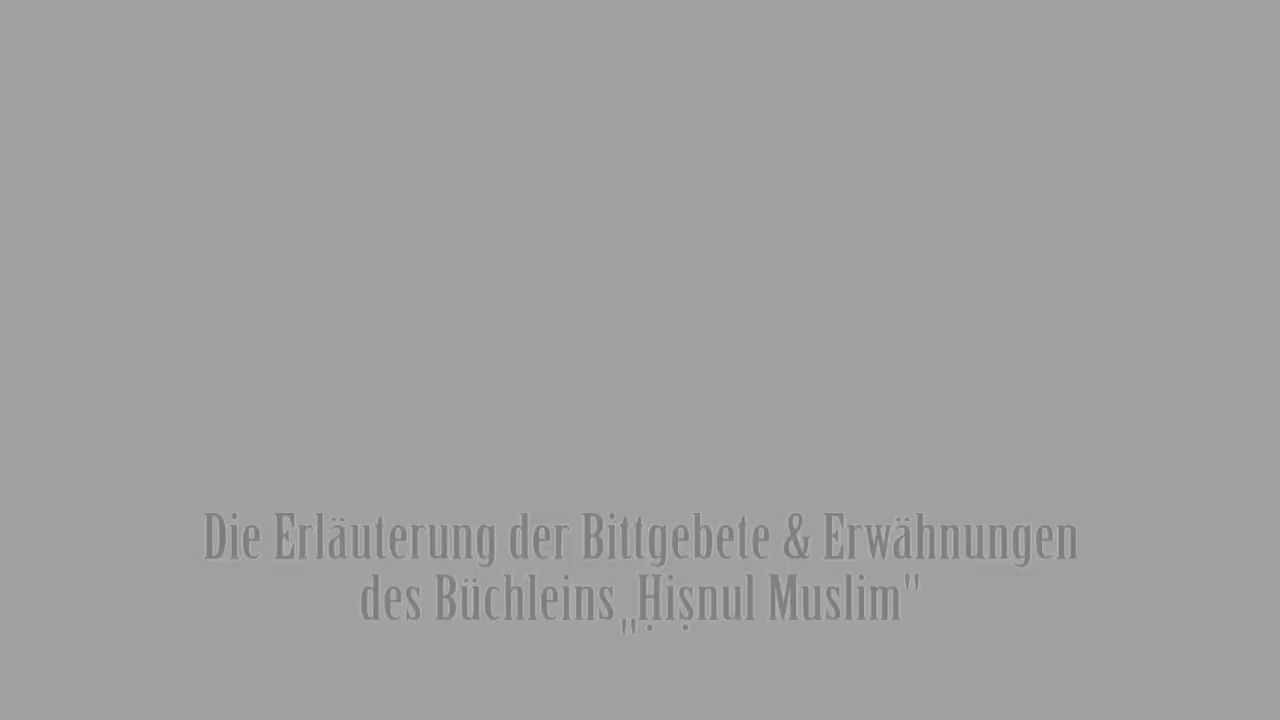 Die Erläuterung der Bittgebete & Erwähnungen
des Büchleins „Ḥiṣnul Muslim"